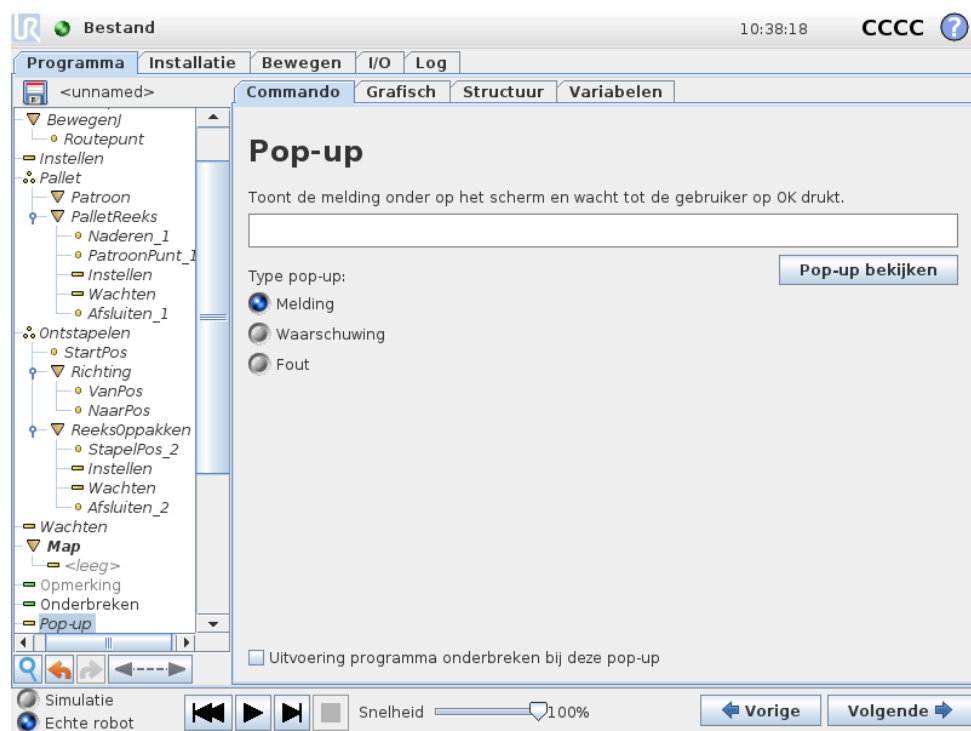 UR Bestand 10:38:18 CCCC ?
Programma Installatie Bewegen I/O Log
<unnamed>
Commando Grafisch Structuur Variabelen
BewegenJ
Routepunt
Instellen
Pallet
Patroon
PalletReeks
Naderen_1
PatroonPunt_1
Instellen
Wachten
Afsluiten_1
Ontstapelen
StartPos
Richting
VanPos
NaarPos
ReeksOppakken
StapelPos_2
Instellen
Wachten
Afsluiten_2
Wachten
Map
<leeg>
Opmerking
Onderbreken
Pop-up
Pop-up
Toont de melding onder op het scherm en wacht tot de gebruiker op OK drukt.
Pop-up bekijken
Type pop-up:
Melding
Waarschuwing
Fout
Uitvoering programma onderbreken bij deze pop-up
Simulatie
Echte robot
Snelheid 100%
Vorige Volgende